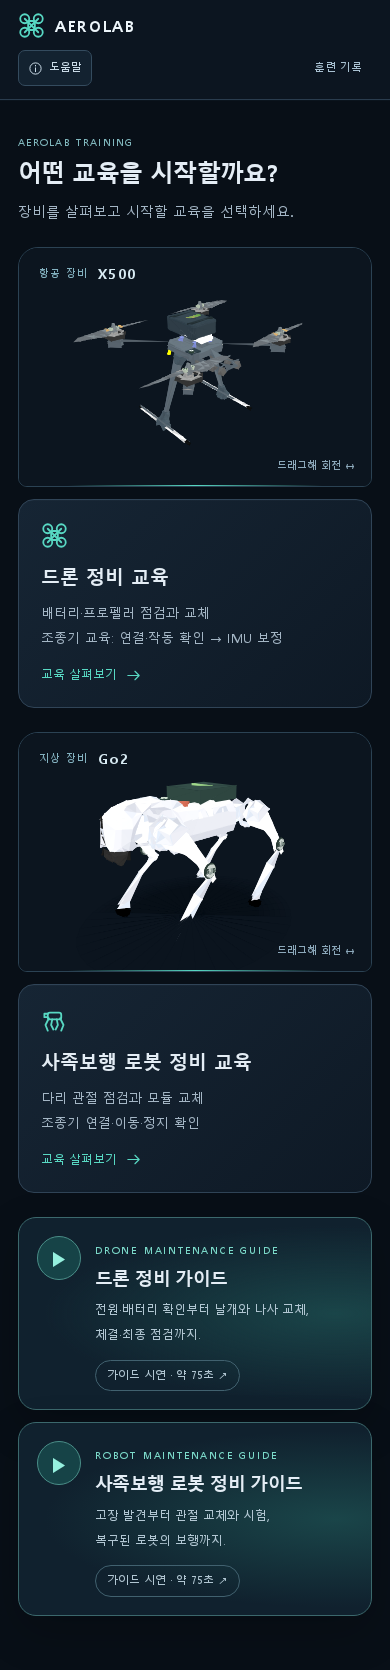 AEROLAB
도움말
훈련 기록
AEROLAB TRAINING
어떤 교육을 시작할까요?
장비를 살펴보고 시작할 교육을 선택하세요.
항공 장비 X500
드래그해 회전 ↔
드론 정비 교육
배터리·프로펠러 점검과 교체
조종기 교육: 연결·작동 확인 → IMU 보정
교육 살펴보기 →
지상 장비 Go2
드래그해 회전 ↔
사족보행 로봇 정비 교육
다리 관절 점검과 모듈 교체
조종기 연결·이동·정지 확인
교육 살펴보기 →
DRONE MAINTENANCE GUIDE
드론 정비 가이드
전원·배터리 확인부터 날개와 나사 교체,
체결·최종 점검까지.
가이드 시연 · 약 75초 ↗
ROBOT MAINTENANCE GUIDE
사족보행 로봇 정비 가이드
고장 발견부터 관절 교체와 시험,
복구된 로봇의 보행까지.
가이드 시연 · 약 75초 ↗